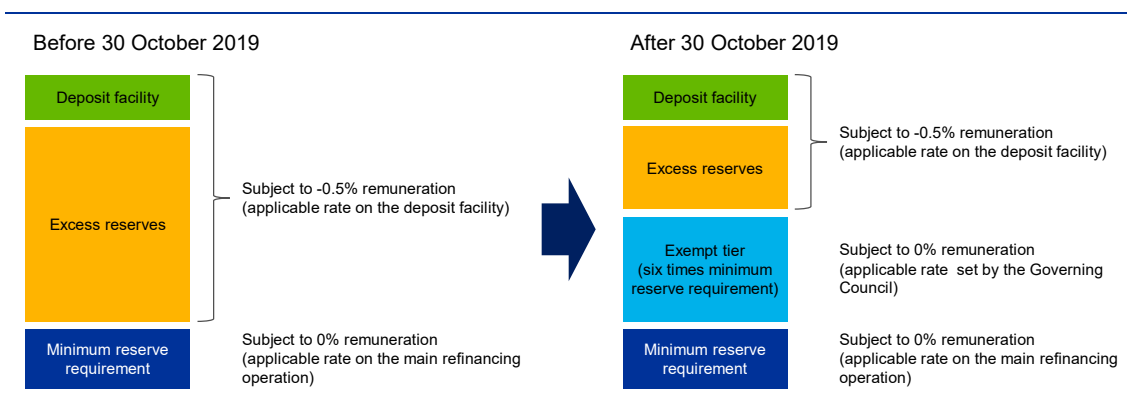 Before 30 October 2019
Deposit facility
Excess reserves
Subject to -0.5% remuneration
(applicable rate on the deposit facility)
Minimum reserve
requirement
Subject to 0% remuneration
(applicable rate on the main refinancing
operation)
After 30 October 2019
Deposit facility
Excess reserves
Subject to -0.5% remuneration
(applicable rate on the deposit facility)
Exempt tier
(six times minimum
reserve requirement)
Subject to 0% remuneration
(applicable rate set by the Governing
Council)
Minimum reserve
requirement
Subject to 0% remuneration
(applicable rate on the main refinancing
operation)